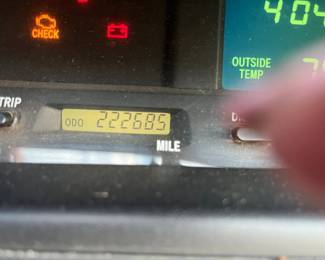 404
CHECK
OUTSIDE
TEMP
TRIP
ODO 222685
MILE